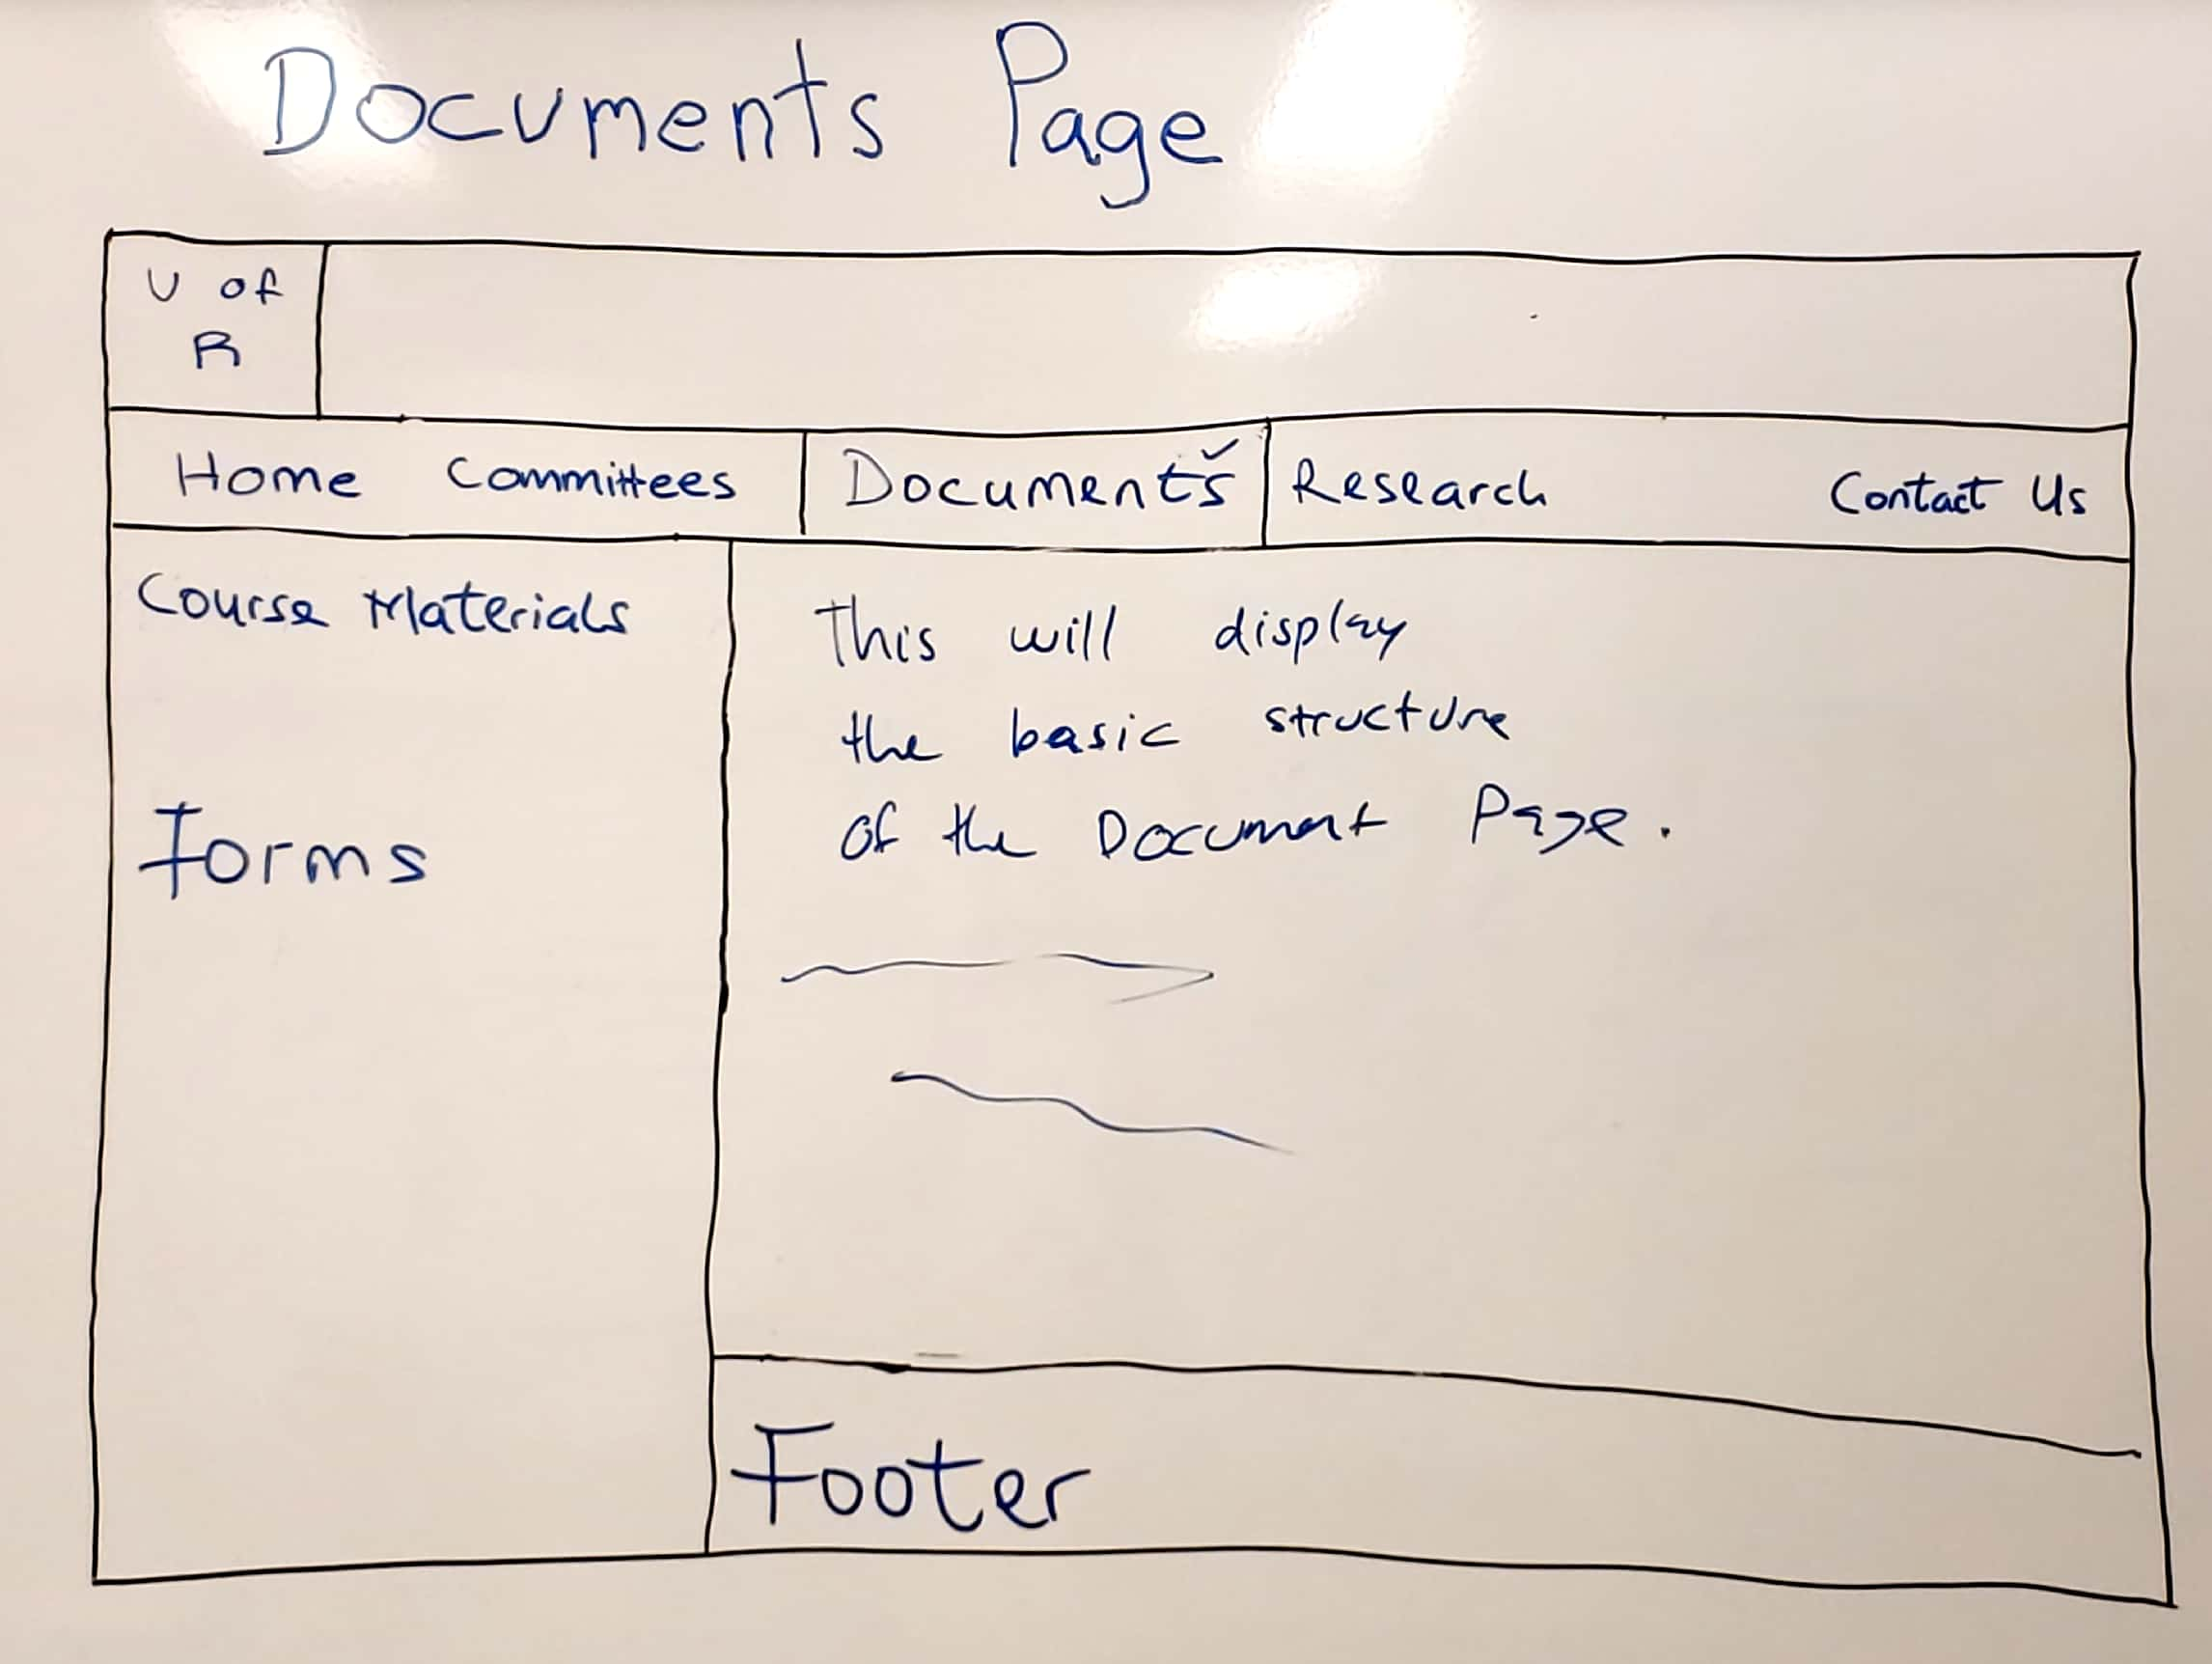 Documents Page
U of
R
Home Committees Documents Research Contact Us
Course Materials
Forms
This will display
the basic structure
of the Document Page.
Footer